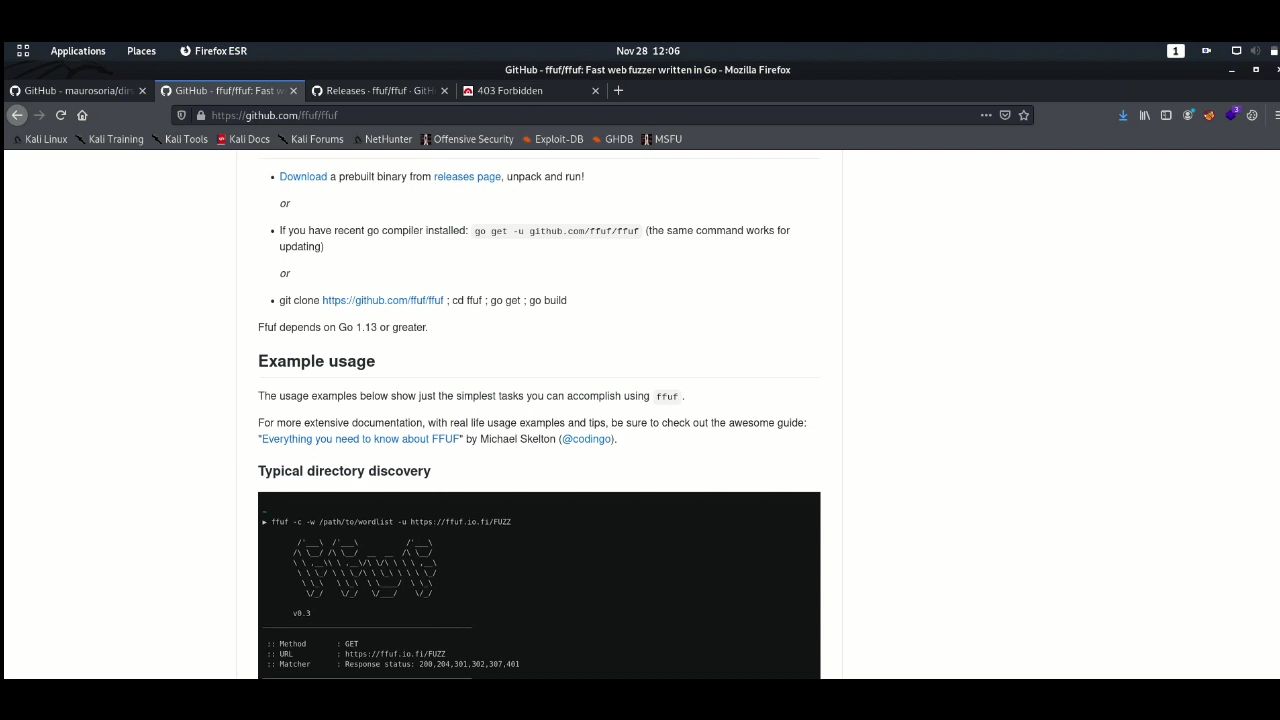 Applications Places Firefox ESR Nov 28 12:06 1
GitHub - ffuf/ffuf: Fast web fuzzer written in Go - Mozilla Firefox
GitHub - maurosoria/dirs GitHub - ffuf/ffuf: Fast w Releases · ffuf/ffuf · GitH 403 Forbidden
https://github.com/ffuf/ffuf 3
Kali Linux Kali Training Kali Tools Kali Docs Kali Forums NetHunter Offensive Security Exploit-DB GHDB MSFU
• Download a prebuilt binary from releases page, unpack and run!
or
• If you have recent go compiler installed: go get -u github.com/ffuf/ffuf (the same command works for
updating)
or
• git clone https://github.com/ffuf/ffuf ; cd ffuf ; go get ; go build
Ffuf depends on Go 1.13 or greater.
Example usage
The usage examples below show just the simplest tasks you can accomplish using ffuf .
For more extensive documentation, with real life usage examples and tips, be sure to check out the awesome guide:
"Everything you need to know about FFUF" by Michael Skelton (@codingo).
Typical directory discovery
~
▶ ffuf -c -w /path/to/wordlist -u https://ffuf.io.fi/FUZZ
v0.3
:: Method : GET
:: URL : https://ffuf.io.fi/FUZZ
:: Matcher : Response status: 200,204,301,302,307,401